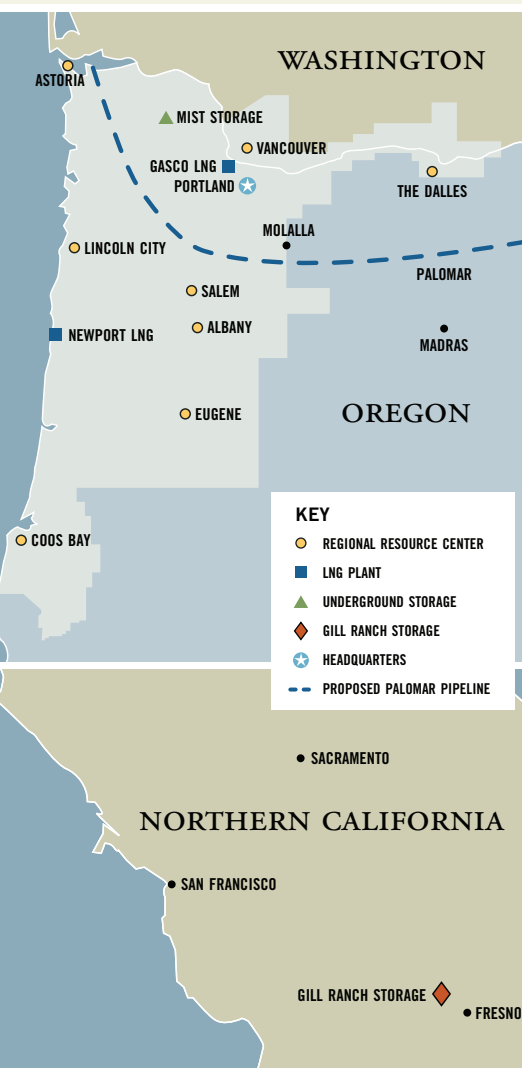 WASHINGTON
ASTORIA
MIST STORAGE
VANCOUVER
GASCO LNG
PORTLAND
THE DALLES
MOLALLA
LINCOLN CITY
PALOMAR
SALEM
ALBANY
NEWPORT LNG
MADRAS
OREGON
EUGENE
COOS BAY
KEY
REGIONAL RESOURCE CENTER
LNG PLANT
UNDERGROUND STORAGE
GILL RANCH STORAGE
HEADQUARTERS
PROPOSED PALOMAR PIPELINE
SACRAMENTO
NORTHERN CALIFORNIA
SAN FRANCISCO
GILL RANCH STORAGE
FRESNO